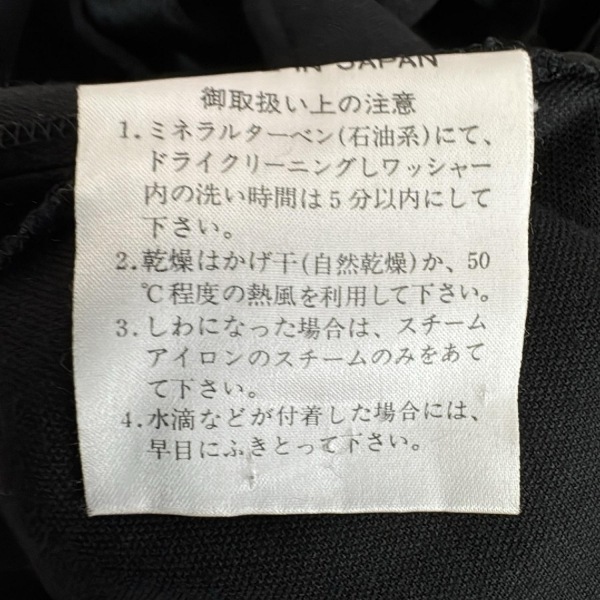 IN JAPAN
御取扱い上の注意
1.ミネラルターペン(石油系)にて、
ドライクリーニングしワッシャー
内の洗い時間は5分以内にして
下さい。
2.乾燥はかげ干(自然乾燥)か、50
℃程度の熱風を利用して下さい。
3.しわになった場合は、スチーム
アイロンのスチームのみをあて
て下さい。
4.水滴などが付着した場合には、
早目にふきとって下さい。